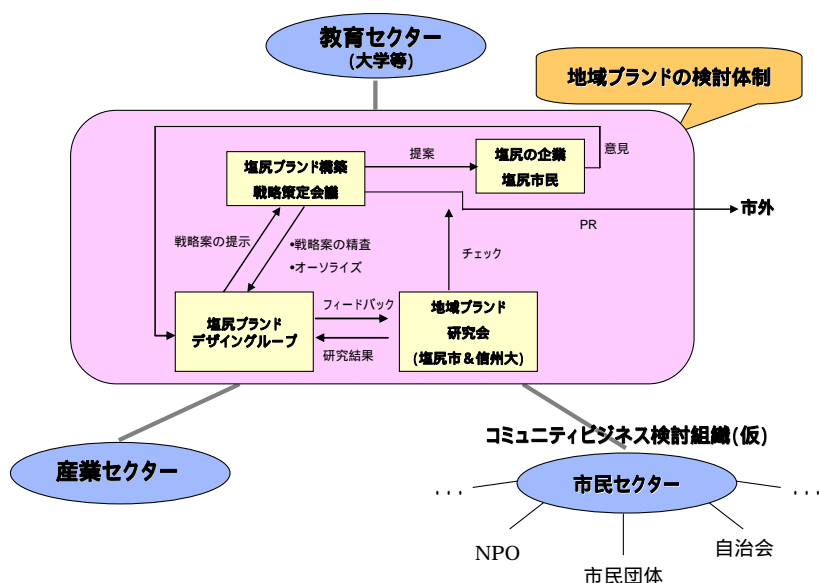 教育セクター
(大学等)
地域ブランドの検討体制
提案
塩尻の企業
塩尻市民
意見
塩尻ブランド構築
戦略策定会議
市外
PR
戦略案の提示
•戦略案の精査
•オーソライズ
チェック
塩尻ブランド
デザイングループ
フィードバック
研究結果
地域ブランド
研究会
(塩尻市＆信州大)
産業セクター
コミュニティビジネス検討組織(仮)
市民セクター
...
...
NPO
市民団体
自治会